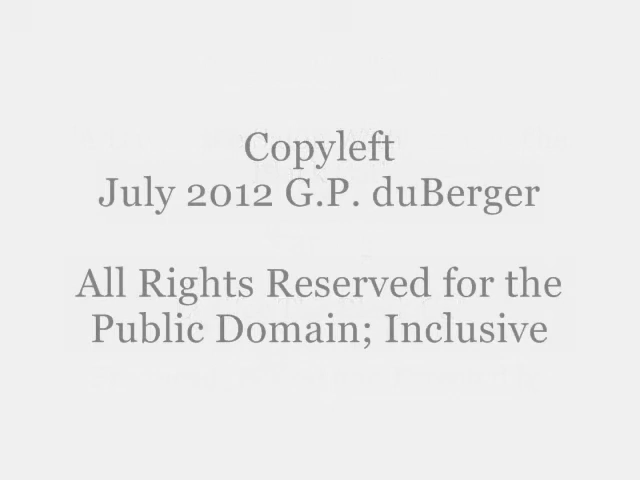 Copyleft
July 2012 G.P. duBerger
All Rights Reserved for the
Public Domain; Inclusive